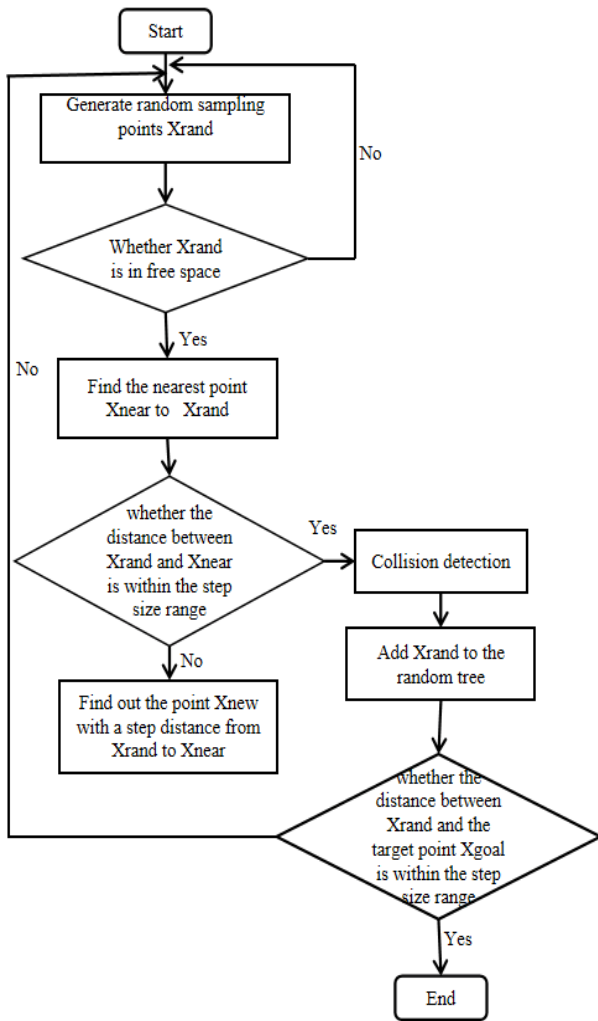 Start
Generate random sampling
points Xrand
No
Whether Xrand
is in free space
Yes
No
Find the nearest point
Xnear to Xrand
whether the
distance between
Xrand and Xnear
is within the step
size range
Yes
Collision detection
No
Add Xrand to the
random tree
Find out the point Xnew
with a step distance from
Xrand to Xnear
whether the
distance between
Xrand and the
target point Xgoal
is within the step
size range
Yes
End